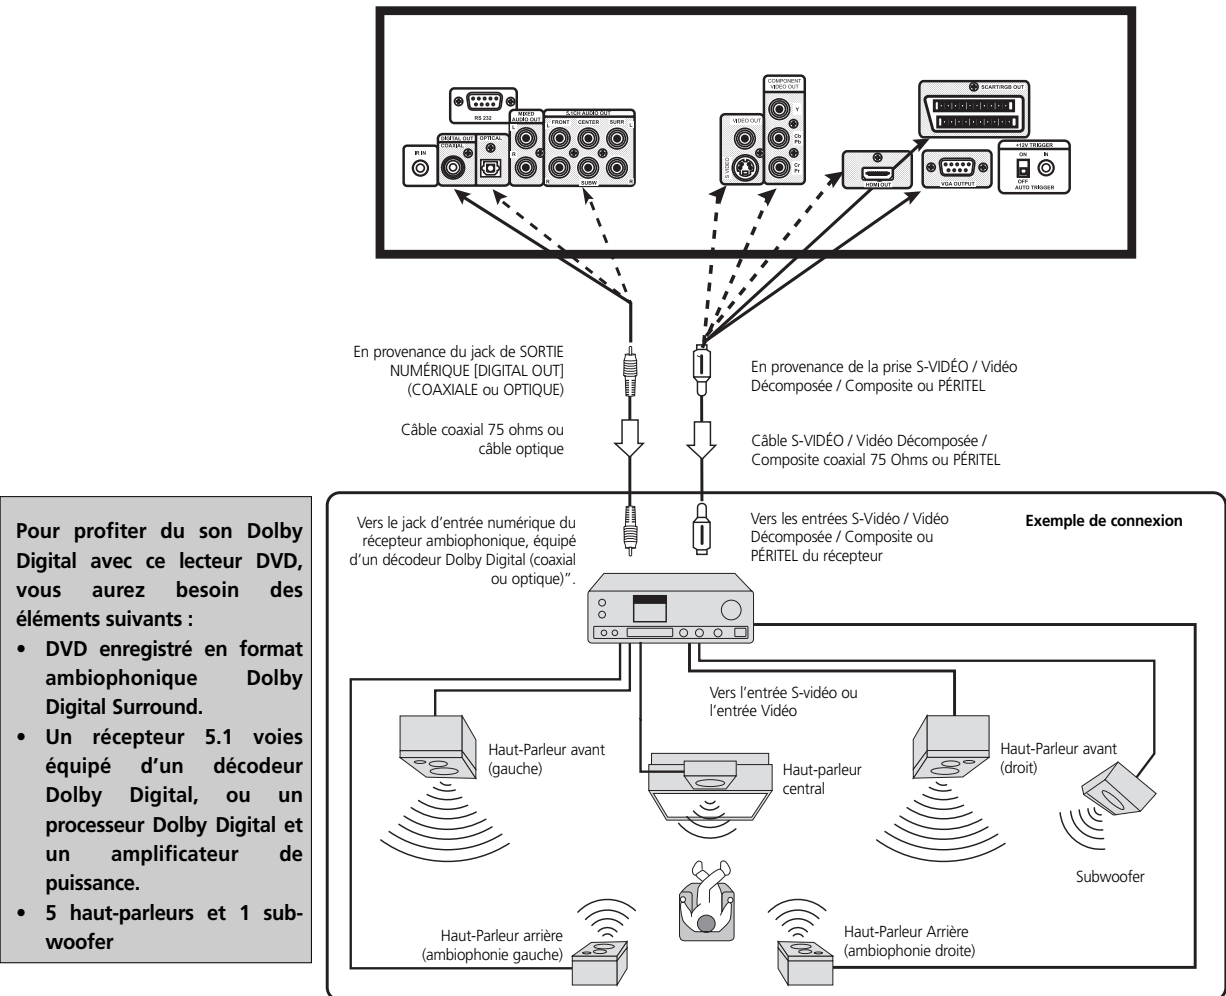 RS 232
MIXED
AUDIO OUT
L
R
5.1CH AUDIO OUT
L FRONT CENTER SURR L
R SUBW R
DIGITAL OUT
COAXIAL
OPTICAL
IR IN
VIDEO OUT
S VIDEO
COMPONENT
VIDEO OUT
Y
Cb
Pb
Cr
Pr
HDMI OUT
SCART/RGB OUT
VGA OUTPUT
+12V TRIGGER
ON IN
OFF
AUTO TRIGGER
En provenance du jack de SORTIE
NUMÉRIQUE [DIGITAL OUT]
(COAXIALE ou OPTIQUE)
Câble coaxial 75 ohms ou
câble optique
En provenance de la prise S-VIDÉO / Vidéo
Décomposée / Composite ou PÉRITEL
Câble S-VIDÉO / Vidéo Décomposée /
Composite coaxial 75 Ohms ou PÉRITEL
Pour profiter du son Dolby
Digital avec ce lecteur DVD,
vous aurez besoin des
éléments suivants :
• DVD enregistré en format
ambiophonique Dolby
Digital Surround.
• Un récepteur 5.1 voies
équipé d'un décodeur
Dolby Digital, ou un
processeur Dolby Digital et
un amplificateur de
puissance.
• 5 haut-parleurs et 1 sub-
woofer
Vers le jack d'entrée numérique du
récepteur ambiophonique, équipé
d'un décodeur Dolby Digital (coaxial
ou optique)".
Vers les entrées S-Vidéo / Vidéo
Décomposée / Composite ou
PÉRITEL du récepteur
Exemple de connexion
Vers l'entrée S-vidéo ou
l'entrée Vidéo
Haut-Parleur avant
(gauche)
Haut-parleur
central
Haut-Parleur avant
(droit)
Subwoofer
Haut-Parleur arrière
(ambiophonie gauche)
Haut-Parleur Arrière
(ambiophonie droite)